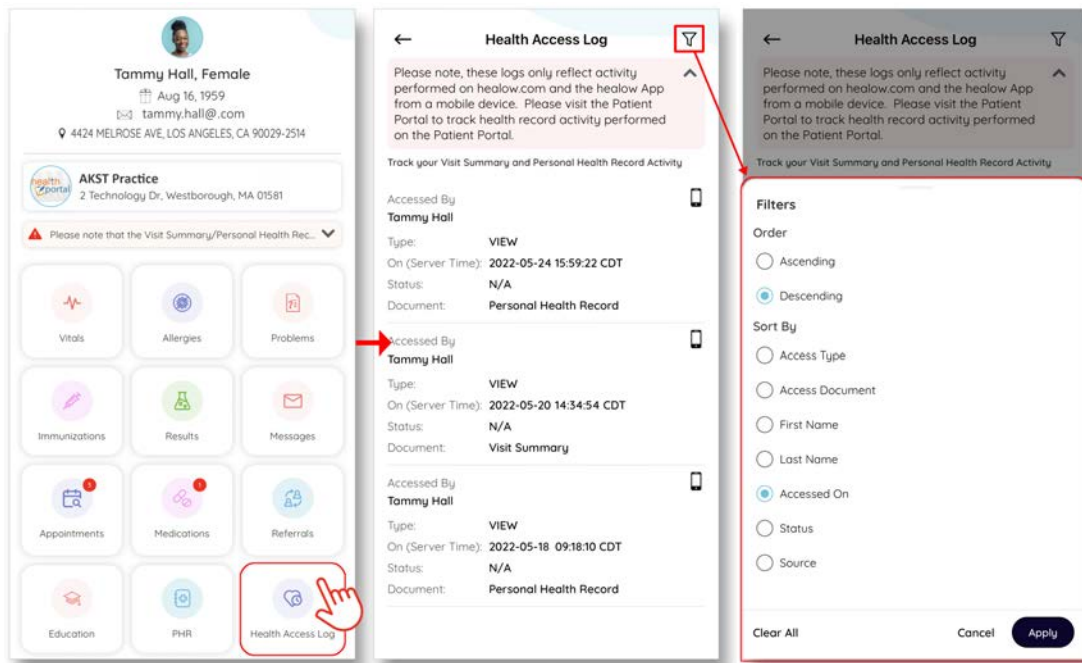 Tammy Hall, Female
Aug 16, 1959
tammy.hall@.com
4424 MELROSE AVE, LOS ANGELES, CA 90029-2514
health
portal
AKST Practice
2 Technology Dr, Westborough, MA 01581
Please note that the Visit Summary/Personal Health Rec...
Vitals
Allergies
Problems
Immunizations
Results
Messages
3
1
Appointments
Medications
Referrals
Education
PHR
Health Access Log
Health Access Log
Please note, these logs only reflect activity
performed on healow.com and the healow App
from a mobile device. Please visit the Patient
Portal to track health record activity performed
on the Patient Portal.
Track your Visit Summary and Personal Health Record Activity
Accessed By
Tammy Hall
Type: VIEW
On (Server Time): 2022-05-24 15:59:22 CDT
Status: N/A
Document: Personal Health Record
Accessed By
Tammy Hall
Type: VIEW
On (Server Time): 2022-05-20 14:34:54 CDT
Status: N/A
Document: Visit Summary
Accessed By
Tammy Hall
Type: VIEW
On (Server Time): 2022-05-18 09:18:10 CDT
Status: N/A
Document: Personal Health Record
Health Access Log
Please note, these logs only reflect activity
performed on healow.com and the healow App
from a mobile device. Please visit the Patient
Portal to track health record activity performed
on the Patient Portal.
Track your Visit Summary and Personal Health Record Activity
Filters
Order
Ascending
Descending
Sort By
Access Type
Access Document
First Name
Last Name
Accessed On
Status
Source
Clear All
Cancel
Apply